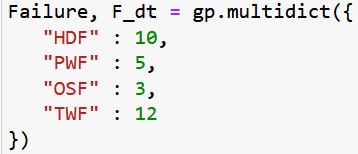 Failure, F_dt = gp.multidict({
    "HDF" : 10,
    "PWF" : 5,
    "OSF" : 3,
    "TWF" : 12
})